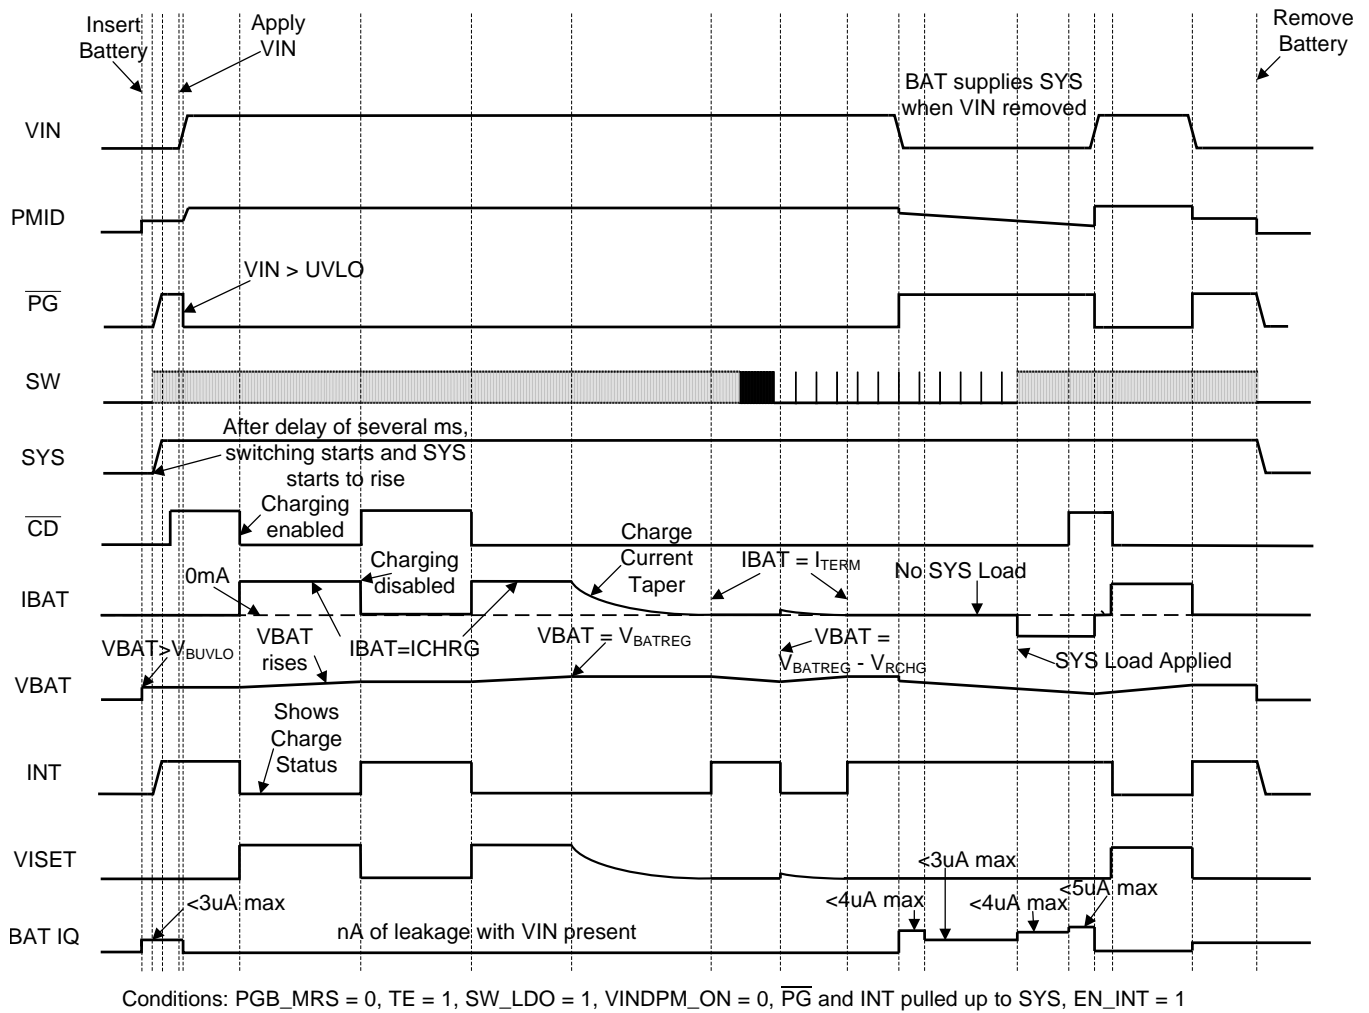 Insert
Battery
Apply
VIN
Remove
Battery
BAT supplies SYS
when VIN removed
VIN
PMID
VIN > UVLO
PG
SW
After delay of several ms,
switching starts and SYS
starts to rise
SYS
Charging
enabled
CD
Charge
Current
Taper
Charging
disabled
IBAT = ITERM
No SYS Load
0mA
IBAT
VBAT>VBUVLO
VBAT
rises
IBAT=ICHRG
VBAT = VBATREG
VBAT =
VBATREG - VRCHG
SYS Load Applied
VBAT
Shows
Charge
Status
INT
VISET
<3uA max
<4uA max
<3uA max
<4uA max
<5uA max
nA of leakage with VIN present
BAT IQ
Conditions: PGB_MRS = 0, TE = 1, SW_LDO = 1, VINDPM_ON = 0, PG and INT pulled up to SYS, EN_INT = 1